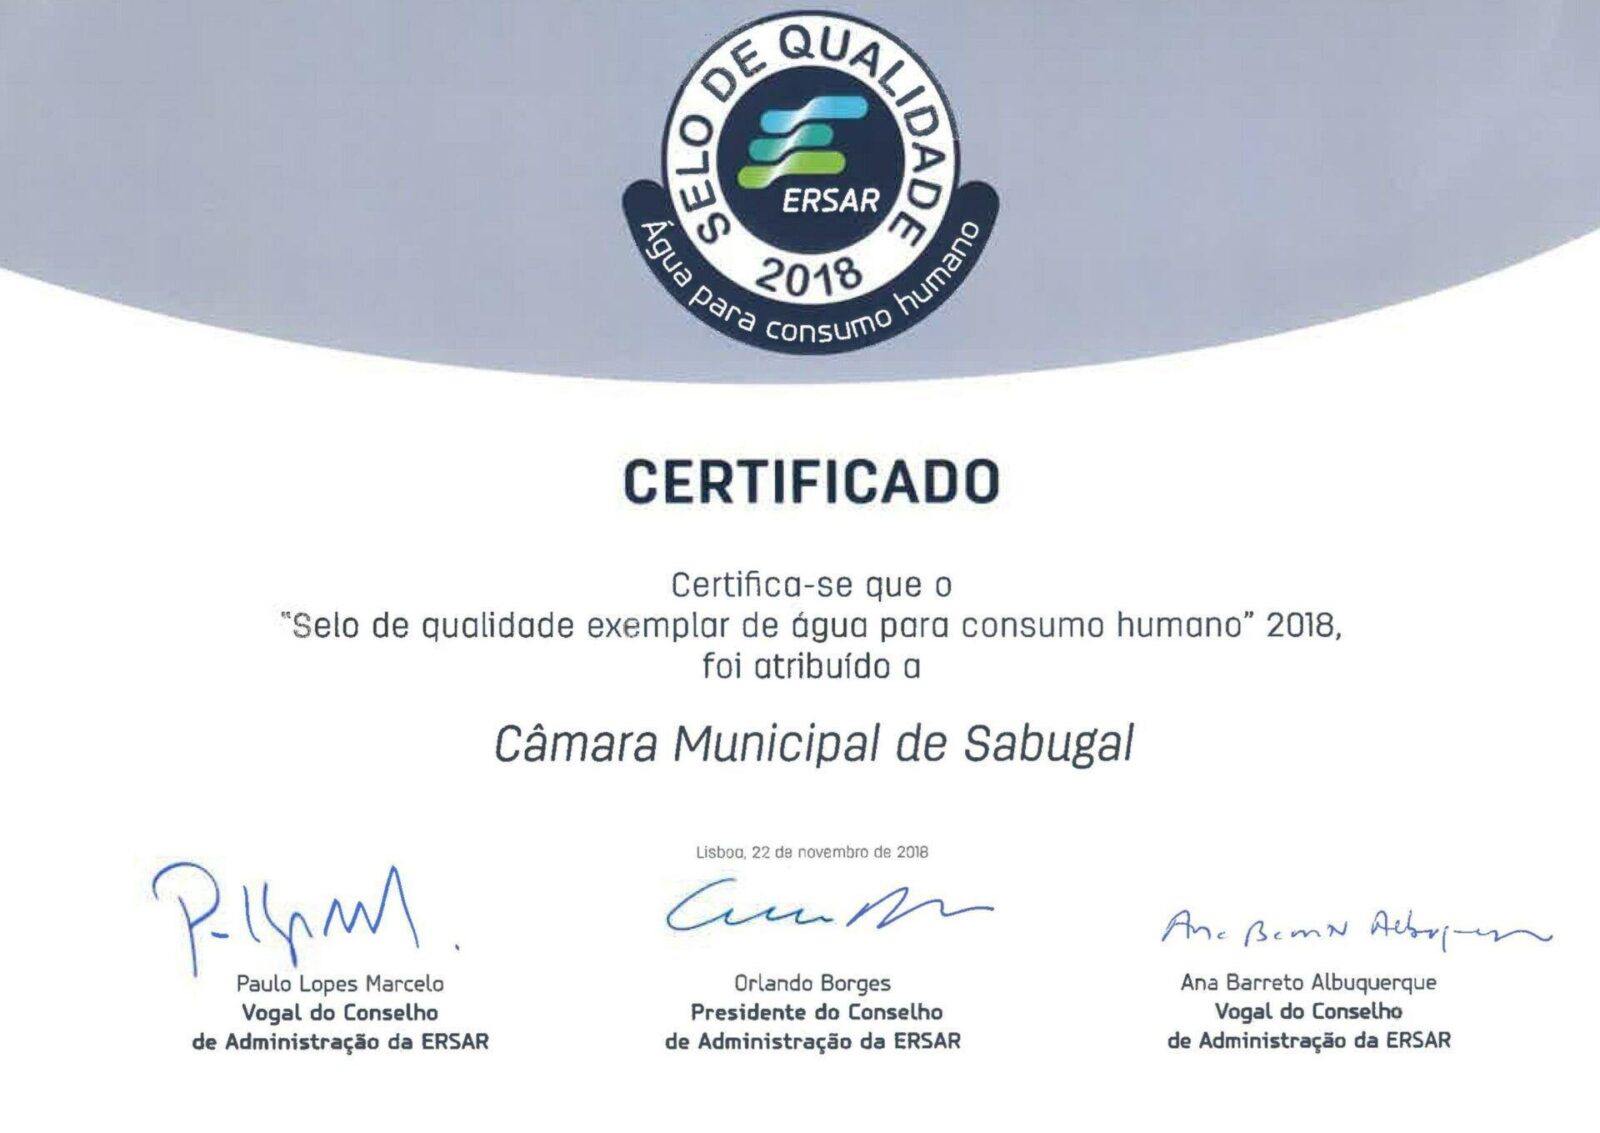 SELO DE QUALIDADE
ERSAR
2018
Água para consumo humano
CERTIFICADO
Certifica-se que o
"Selo de qualidade exemplar de água para consumo humano" 2018,
foi atribuído a
Câmara Municipal de Sabugal
Lisboa, 22 de novembro de 2018
Paulo Lopes Marcelo
Vogal do Conselho
de Administração da ERSAR
Orlando Borges
Presidente do Conselho
de Administração da ERSAR
Ana Barreto Albuquerque
Vogal do Conselho
de Administração da ERSAR